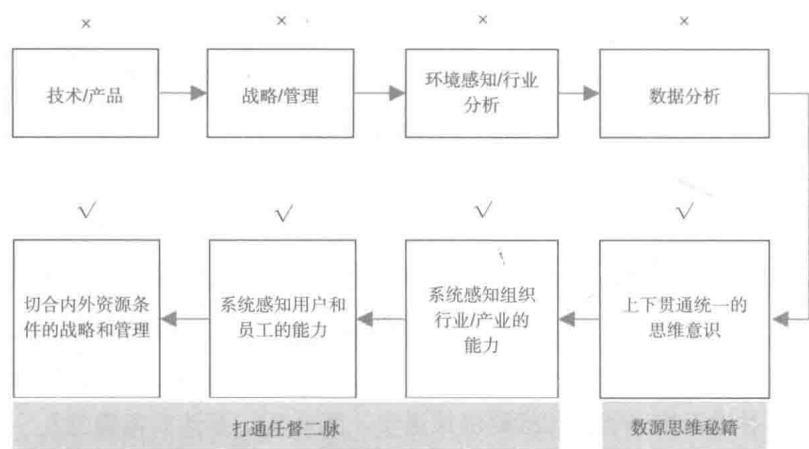 × × × ×
技术/产品
战略/管理
环境感知/行业
分析
数据分析
√ √ √ √
切合内外资源条
件的战略和管理
系统感知用户和
员工的能力
系统感知组织
行业/产业的
能力
上下贯通统一的
思维意识
打通任督二脉
数源思维秘籍